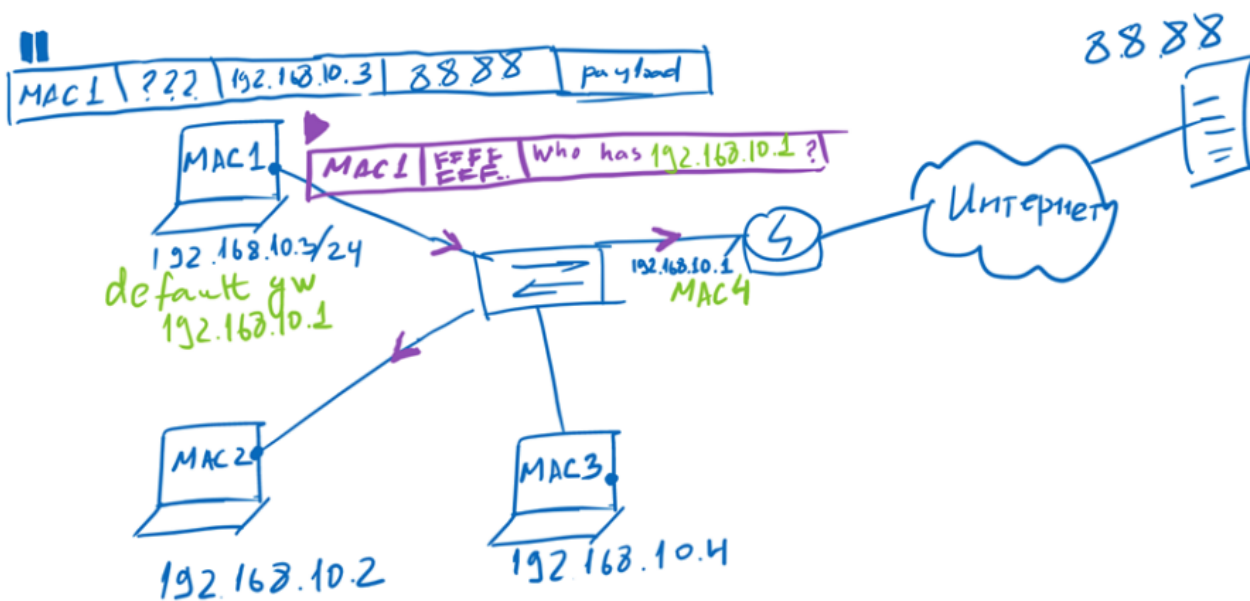 8.8.8.8
MAC1 ??? 192.168.10.3 8.8.8.8 payload
MAC1 FFFF Who has 192.168.10.1 ?
FFF..
MAC1
192.168.10.3/24
default gw
192.168.10.1
Интернет
192.168.10.1
MAC4
MAC2
192.168.10.2
MAC3
192.168.10.4